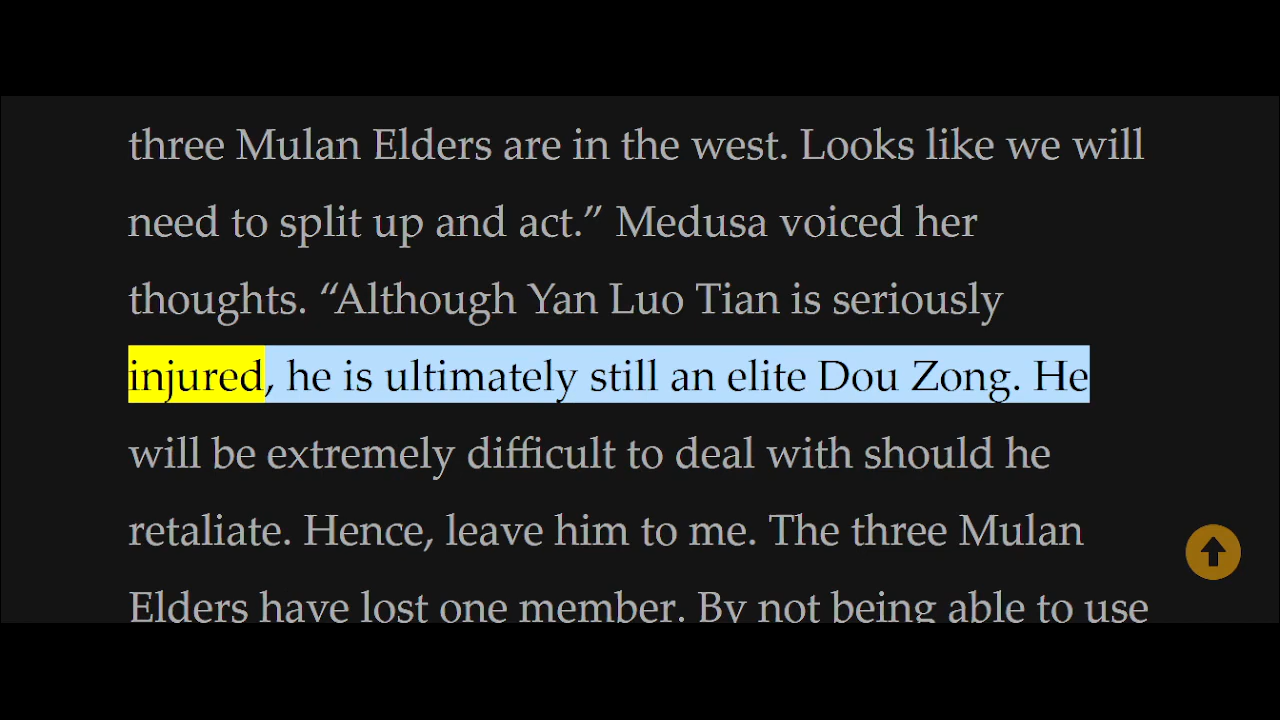 three Mulan Elders are in the west. Looks like we will
need to split up and act.” Medusa voiced her
thoughts. “Although Yan Luo Tian is seriously
injured, he is ultimately still an elite Dou Zong. He
will be extremely difficult to deal with should he
retaliate. Hence, leave him to me. The three Mulan
Elders have lost one member. By not being able to use